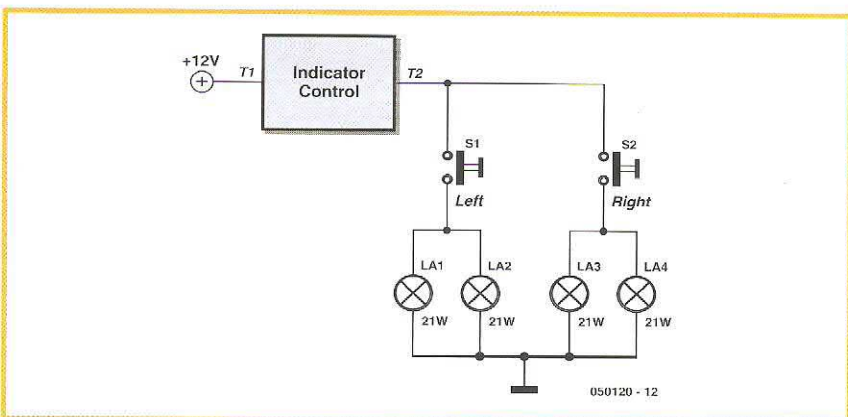 +12V
T1
Indicator
Control
T2
S1
Left
S2
Right
LA1
LA2
LA3
LA4
21W
21W
21W
21W
050120 - 12